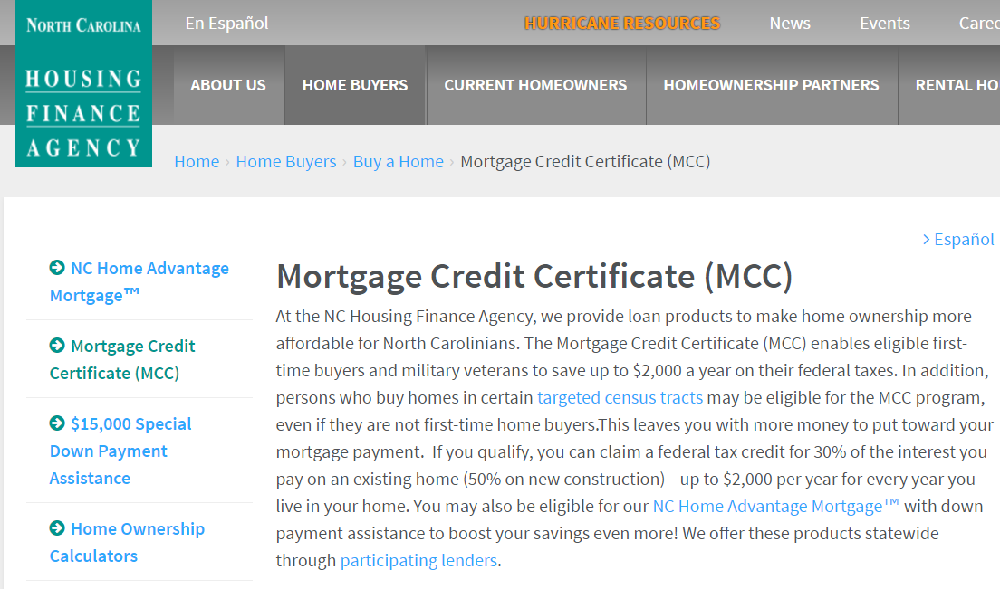 NORTH CAROLINA
HOUSING
FINANCE
AGENCY
En Español
HURRICANE RESOURCES
News
Events
Caree
ABOUT US
HOME BUYERS
CURRENT HOMEOWNERS
HOMEOWNERSHIP PARTNERS
RENTAL HO
Home › Home Buyers › Buy a Home › Mortgage Credit Certificate (MCC)
NC Home Advantage
Mortgage™
Mortgage Credit
Certificate (MCC)
$15,000 Special
Down Payment
Assistance
Home Ownership
Calculators
> Español
Mortgage Credit Certificate (MCC)
At the NC Housing Finance Agency, we provide loan products to make home ownership more
affordable for North Carolinians. The Mortgage Credit Certificate (MCC) enables eligible first-
time buyers and military veterans to save up to $2,000 a year on their federal taxes. In addition,
persons who buy homes in certain targeted census tracts may be eligible for the MCC program,
even if they are not first-time home buyers.This leaves you with more money to put toward your
mortgage payment.  If you qualify, you can claim a federal tax credit for 30% of the interest you
pay on an existing home (50% on new construction)—up to $2,000 per year for every year you
live in your home. You may also be eligible for our NC Home Advantage Mortgage™ with down
payment assistance to boost your savings even more! We offer these products statewide
through participating lenders.